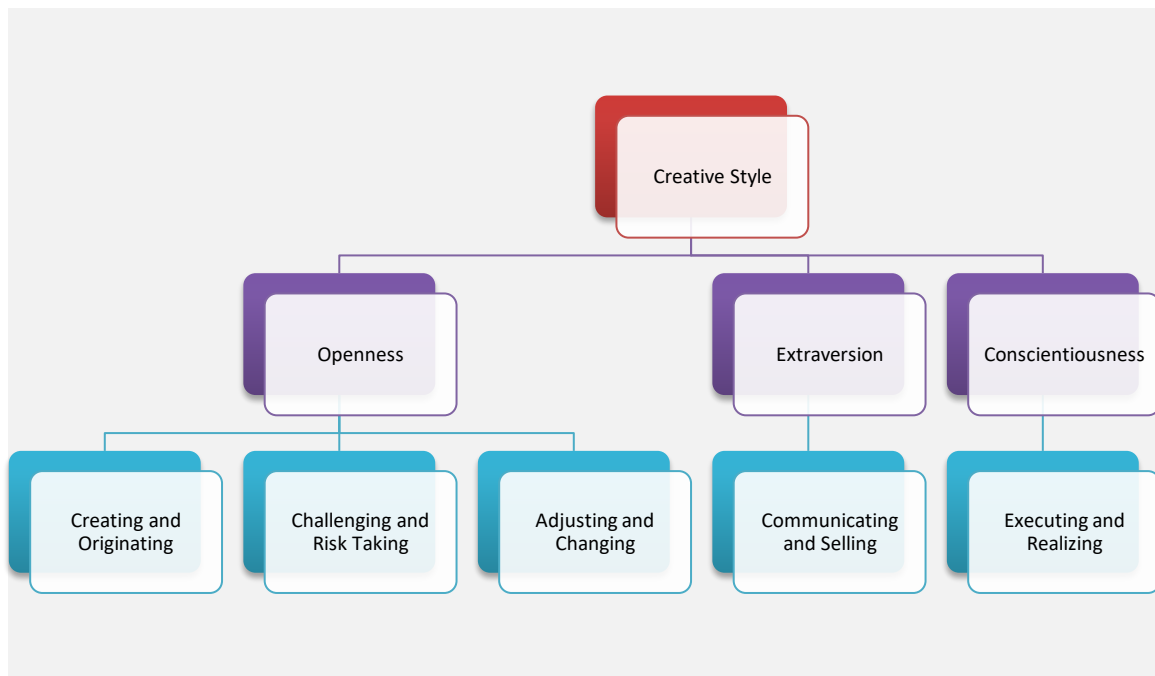 Creative Style
Openness
Extraversion
Conscientiousness
Creating and
Originating
Challenging and
Risk Taking
Adjusting and
Changing
Communicating
and Selling
Executing and
Realizing